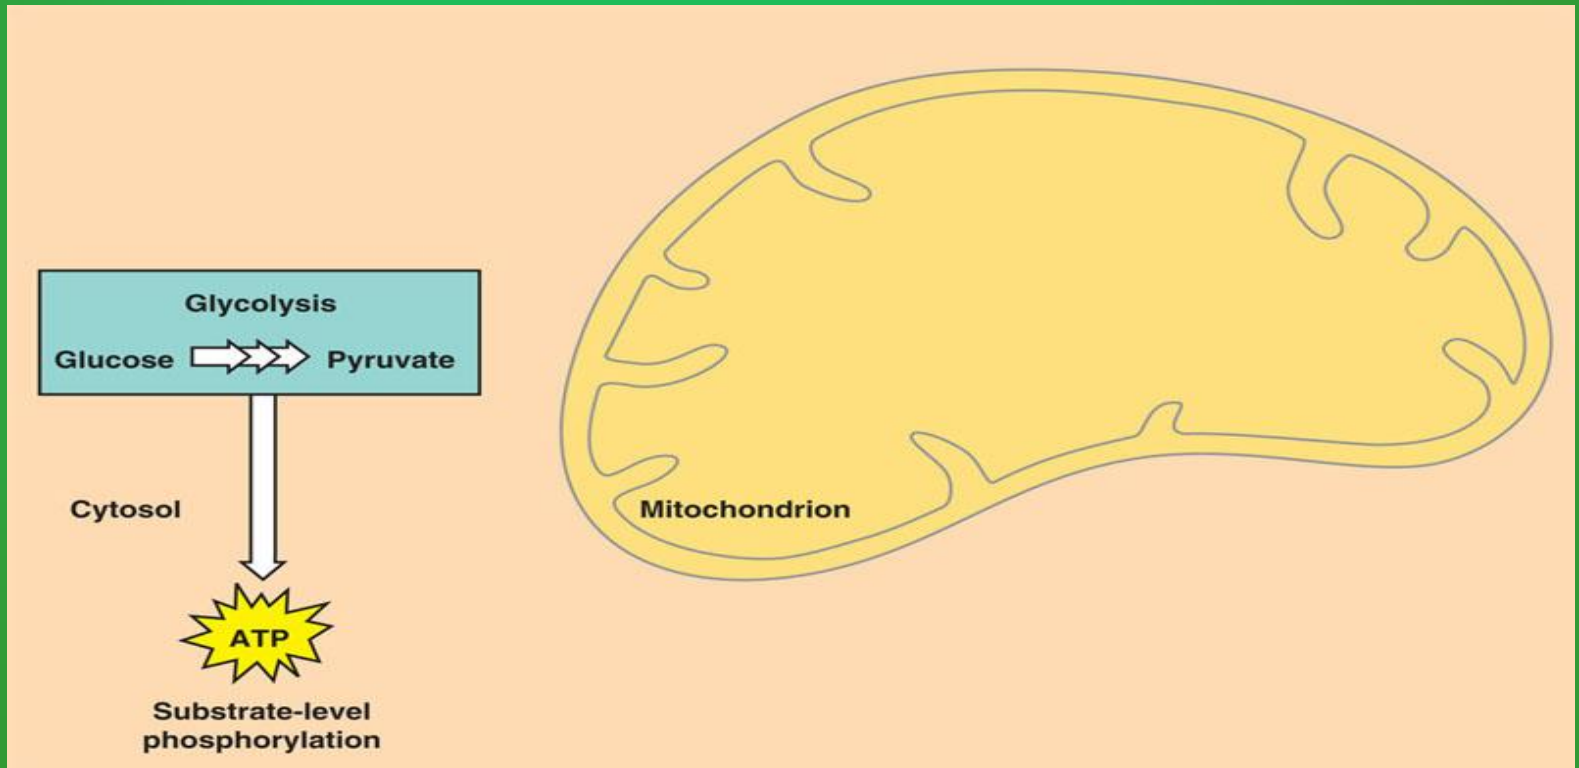 Glycolysis
Glucose Pyruvate
Cytosol
Mitochondrion
ATP
Substrate-level
phosphorylation